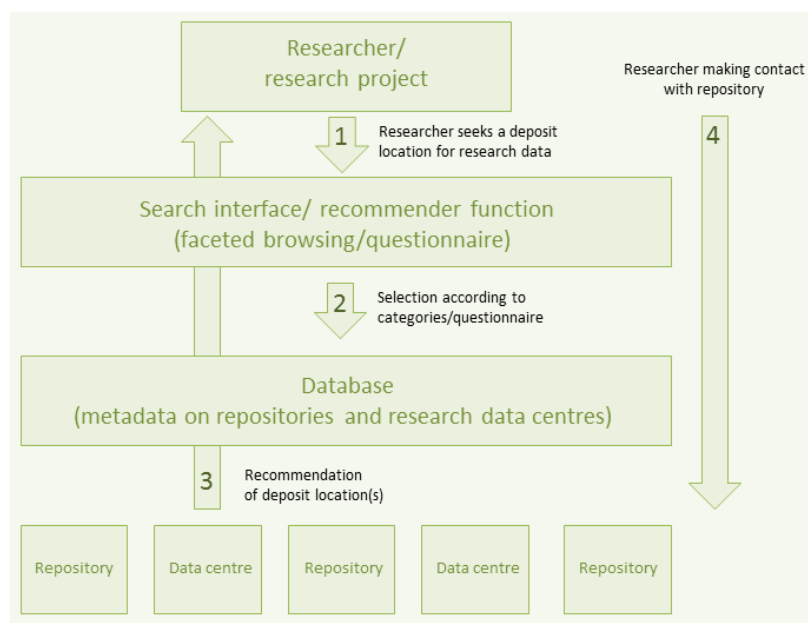 Researcher/
research project
Researcher making contact
with repository
1
Researcher seeks a deposit
location for research data
4
Search interface/ recommender function
(faceted browsing/questionnaire)
2
Selection according to
categories/questionnaire
Database
(metadata on repositories and research data centres)
3
Recommendation
of deposit location(s)
Repository
Data centre
Repository
Data centre
Repository